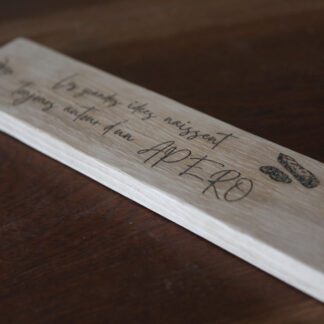 Les grandes idées naissent
toujours autour d'un
APERO